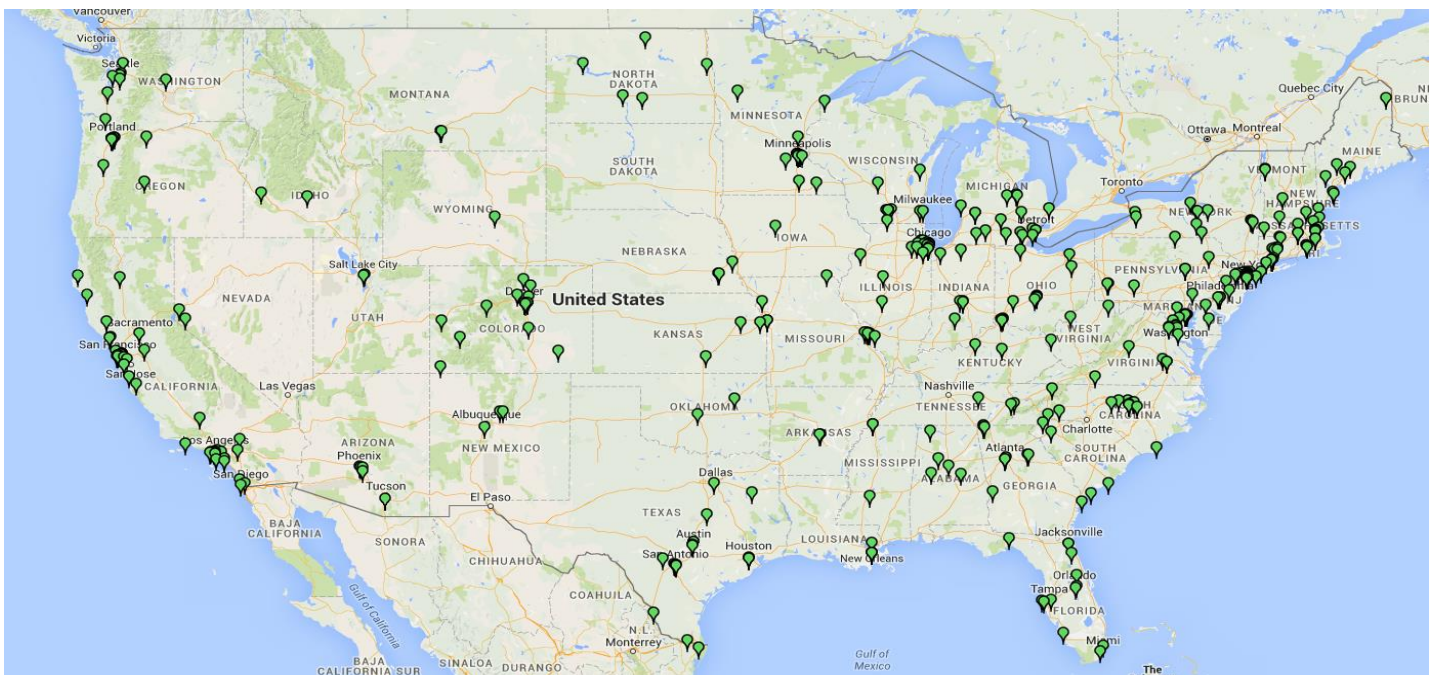 Vancouver
Victoria
Seattle
WASHINGTON
MONTANA
NORTH
DAKOTA
MINNESOTA
Quebec City
Ottawa
Montreal
MAINE
Portland
OREGON
IDAHO
SOUTH
DAKOTA
Minneapolis
WISCONSIN
MICHIGAN
Toronto
VERMONT
NEW
HAMPSHIRE
WYOMING
Milwaukee
Detroit
NEW YORK
Chicago
IOWA
NEBRASKA
Salt Lake City
NEVADA
UTAH
United States
COLORADO
ILLINOIS
INDIANA
OHIO
PENNSYLVANIA
New York
Philadelphia
NJ
Sacramento
San Francisco
San Jose
CALIFORNIA
KANSAS
MISSOURI
WEST
VIRGINIA
Washington
KENTUCKY
VIRGINIA
Las Vegas
Nashville
TENNESSEE
Charlotte
CAROLINA
Los Angeles
ARIZONA
Phoenix
Albuquerque
NEW MEXICO
OKLAHOMA
ARKANSAS
MISSISSIPPI
ALABAMA
Atlanta
GEORGIA
SOUTH
CAROLINA
San Diego
Tucson
El Paso
Dallas
TEXAS
BAJA
CALIFORNIA
SONORA
CHIHUAHUA
Austin
San Antonio
Houston
LOUISIANA
New Orleans
Jacksonville
Orlando
Tampa
FLORIDA
Miami
COAHUILA
N.L.
Monterrey
Gulf of California
BAJA
CALIFORNIA SUR
SINALOA
DURANGO
Gulf of
Mexico
The